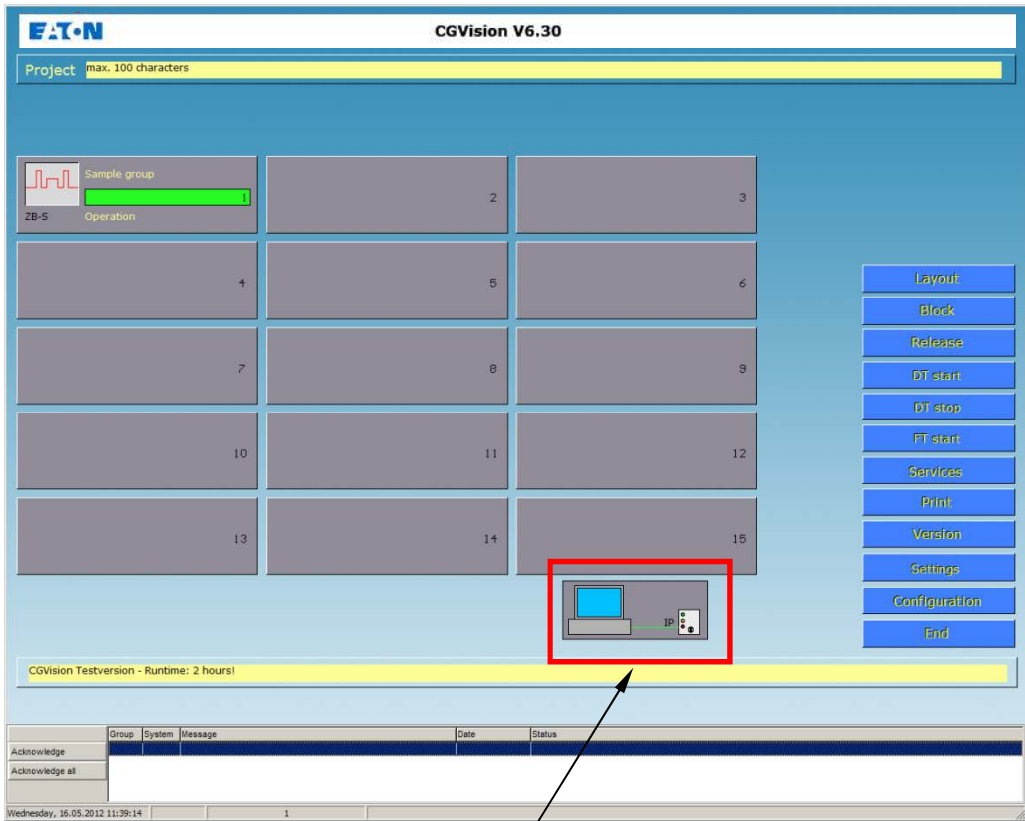 EATON
CGVision V6.30
Project max. 100 characters
Sample group
1
ZB-S Operation
2
3
4
5
6
7
8
9
10
11
12
13
14
15
Layout
Block
Release
DT start
DT stop
FT start
Services
Print
Version
Settings
Configuration
End
IP
CGVision Testversion - Runtime: 2 hours!
Group System Message Date Status
Acknowledge
Acknowledge all
Wednesday, 16.05.2012 11:39:14 1